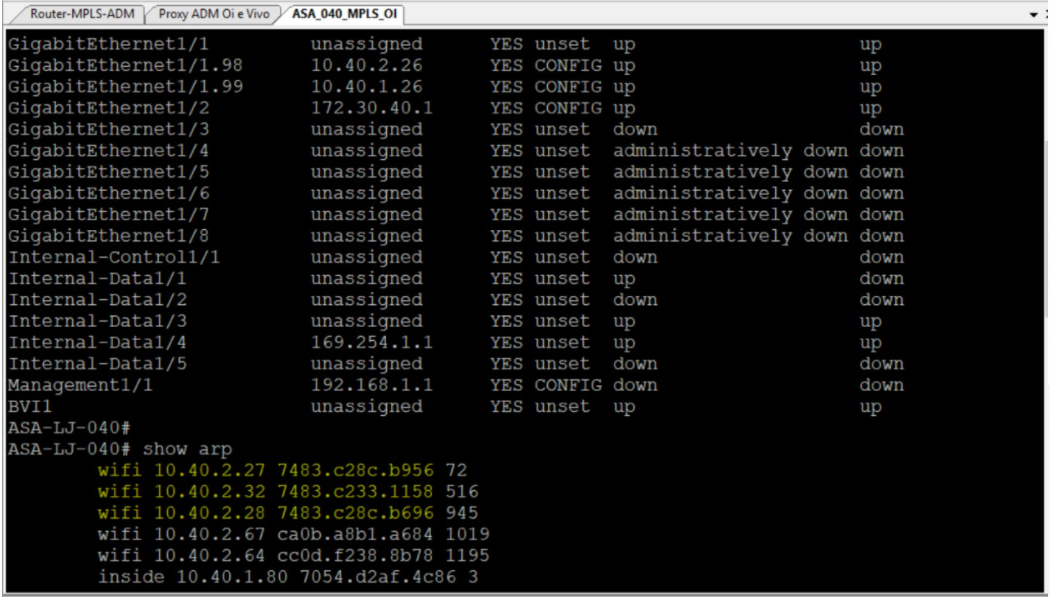 Router-MPLS-ADM Proxy ADM Oi e Vivo ASA_040_MPLS_OI
GigabitEthernet1/1 unassigned YES unset up up
GigabitEthernet1/1.98 10.40.2.26 YES CONFIG up up
GigabitEthernet1/1.99 10.40.1.26 YES CONFIG up up
GigabitEthernet1/2 172.30.40.1 YES CONFIG up up
GigabitEthernet1/3 unassigned YES unset down down
GigabitEthernet1/4 unassigned YES unset administratively down down
GigabitEthernet1/5 unassigned YES unset administratively down down
GigabitEthernet1/6 unassigned YES unset administratively down down
GigabitEthernet1/7 unassigned YES unset administratively down down
GigabitEthernet1/8 unassigned YES unset administratively down down
Internal-Control1/1 unassigned YES unset down down
Internal-Data1/1 unassigned YES unset up down
Internal-Data1/2 unassigned YES unset down down
Internal-Data1/3 unassigned YES unset up up
Internal-Data1/4 169.254.1.1 YES unset up up
Internal-Data1/5 unassigned YES unset down down
Management1/1 192.168.1.1 YES CONFIG down down
BVI1 unassigned YES unset up up
ASA-LJ-040#
ASA-LJ-040# show arp
wifi 10.40.2.27 7483.c28c.b956 72
wifi 10.40.2.32 7483.c233.1158 516
wifi 10.40.2.28 7483.c28c.b696 945
wifi 10.40.2.67 ca0b.a8b1.a684 1019
wifi 10.40.2.64 cc0d.f238.8b78 1195
inside 10.40.1.80 7054.d2af.4c86 3